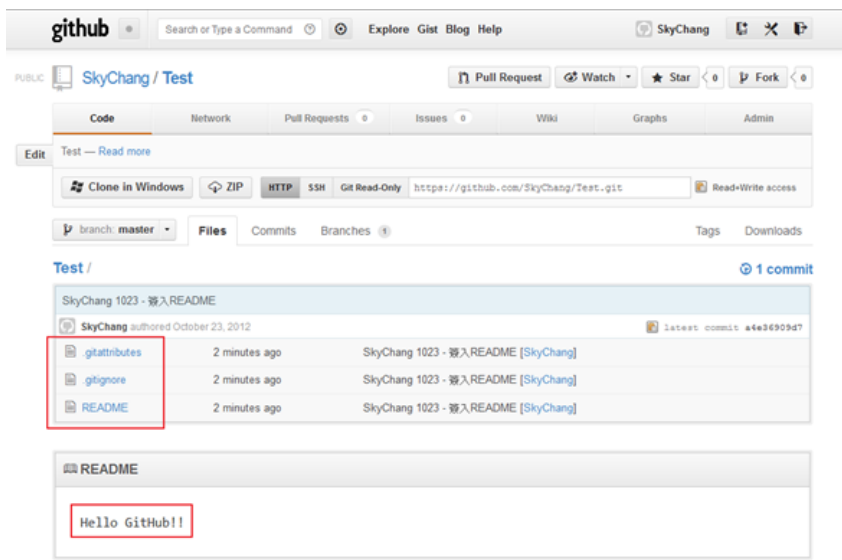 github Search or Type a Command Explore Gist Blog Help SkyChang
PUBLIC SkyChang / Test Pull Request Watch Star 0 Fork 0
Code Network Pull Requests 0 Issues 0 Wiki Graphs Admin
Edit Test — Read more
Clone in Windows ZIP HTTP SSH Git Read-Only https://github.com/SkyChang/Test.git Read+Write access
branch: master Files Commits Branches 1 Tags Downloads
Test / 1 commit
SkyChang 1023 - 簽入README
SkyChang authored October 23, 2012 latest commit a4e36909d7
.gitattributes 2 minutes ago SkyChang 1023 - 簽入README [SkyChang]
.gitignore 2 minutes ago SkyChang 1023 - 簽入README [SkyChang]
README 2 minutes ago SkyChang 1023 - 簽入README [SkyChang]
README
Hello GitHub!!